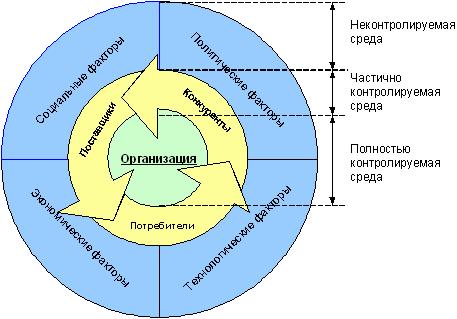 Социальные факторы
Политические факторы
Неконтролируемая
среда
Поставщики
Конкуренты
Частично
контролируемая
среда
Организация
Полностью
контролируемая
среда
Потребители
Экономические факторы
Технологические факторы